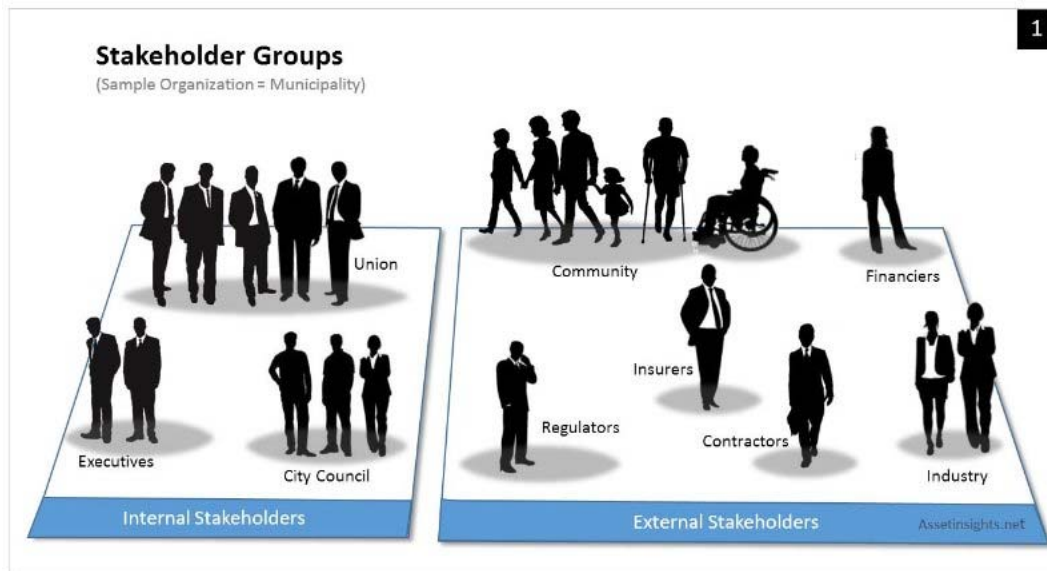 1
Stakeholder Groups
(Sample Organization = Municipality)
Union
Executives
City Council
Internal Stakeholders
Community
Financiers
Insurers
Regulators
Contractors
Industry
External Stakeholders
Assetinsights.net